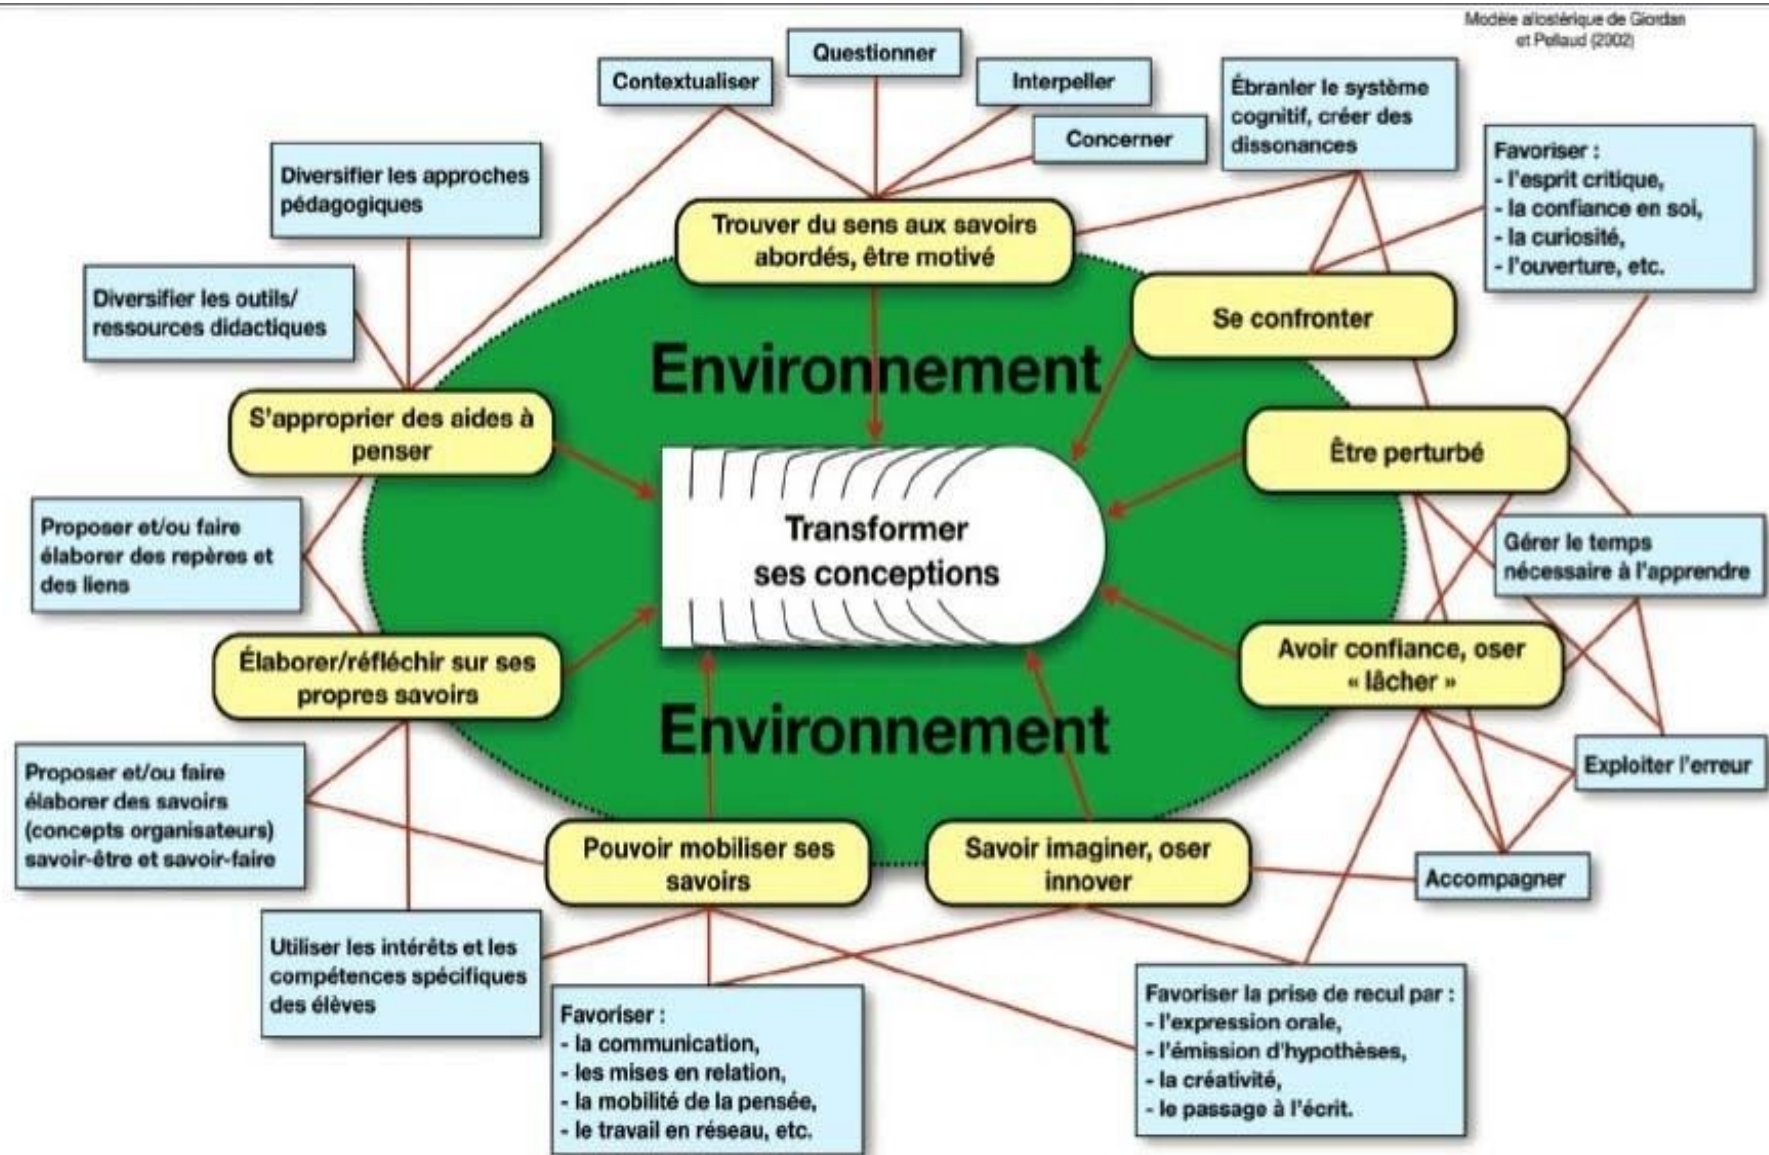 Modèle allostérique de Giordan
et Pellaud (2002)
Questionner
Contextualiser
Interpeller
Concerner
Ébranler le système
cognitif, créer des
dissonances
Favoriser :
- l'esprit critique,
- la confiance en soi,
- la curiosité,
- l'ouverture, etc.
Diversifier les approches
pédagogiques
Trouver du sens aux savoirs
abordés, être motivé
Diversifier les outils/
ressources didactiques
Se confronter
Environnement
S'approprier des aides à
penser
Être perturbé
Proposer et/ou faire
élaborer des repères et
des liens
Transformer
ses conceptions
Gérer le temps
nécessaire à l'apprendre
Élaborer/réfléchir sur ses
propres savoirs
Avoir confiance, oser
« lâcher »
Environnement
Proposer et/ou faire
élaborer des savoirs
(concepts organisateurs)
savoir-être et savoir-faire
Exploiter l'erreur
Pouvoir mobiliser ses
savoirs
Savoir imaginer, oser
innover
Accompagner
Utiliser les intérêts et les
compétences spécifiques
des élèves
Favoriser :
- la communication,
- les mises en relation,
- la mobilité de la pensée,
- le travail en réseau, etc.
Favoriser la prise de recul par :
- l'expression orale,
- l'émission d'hypothèses,
- la créativité,
- le passage à l'écrit.